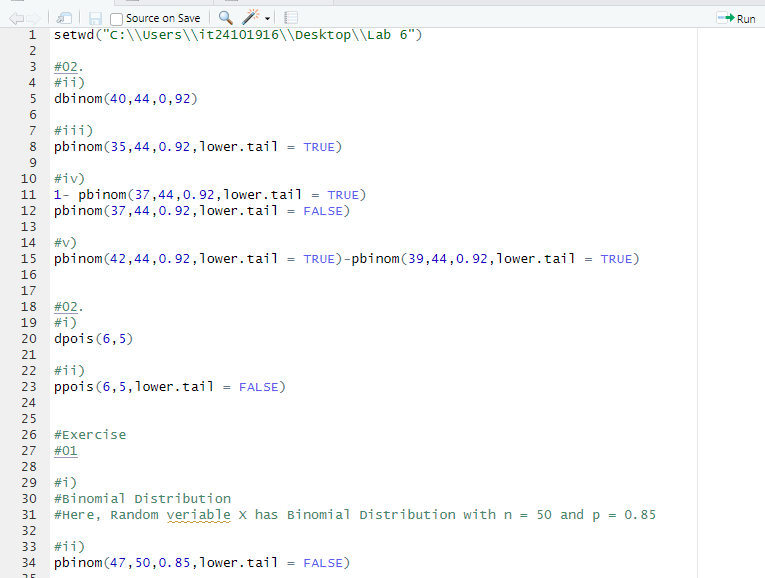 Source on Save Run
1 setwd("C:\\Users\\it24101916\\Desktop\\Lab 6")
2
3 #02.
4 #ii)
5 dbinom(40,44,0,92)
6
7 #iii)
8 pbinom(35,44,0.92,lower.tail = TRUE)
9
10 #iv)
11 1- pbinom(37,44,0.92,lower.tail = TRUE)
12 pbinom(37,44,0.92,lower.tail = FALSE)
13
14 #v)
15 pbinom(42,44,0.92,lower.tail = TRUE)-pbinom(39,44,0.92,lower.tail = TRUE)
16
17
18 #02.
19 #i)
20 dpois(6,5)
21
22 #ii)
23 ppois(6,5,lower.tail = FALSE)
24
25
26 #Exercise
27 #01
28
29 #i)
30 #Binomial Distribution
31 #Here, Random veriable X has Binomial Distribution with n = 50 and p = 0.85
32
33 #ii)
34 pbinom(47,50,0.85,lower.tail = FALSE)
35